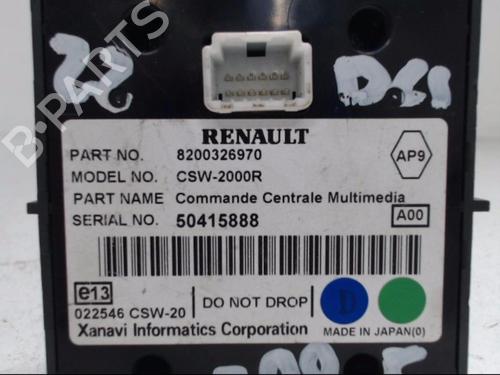 B-PARTS
RENAULT
PART NO. 8200326970
MODEL NO. CSW-2000R
PART NAME Commande Centrale Multimedia
SERIAL NO. 50415888
AP9
A00
e13
022546 CSW-20
DO NOT DROP
D
Xanavi Informatics Corporation
MADE IN JAPAN(0)